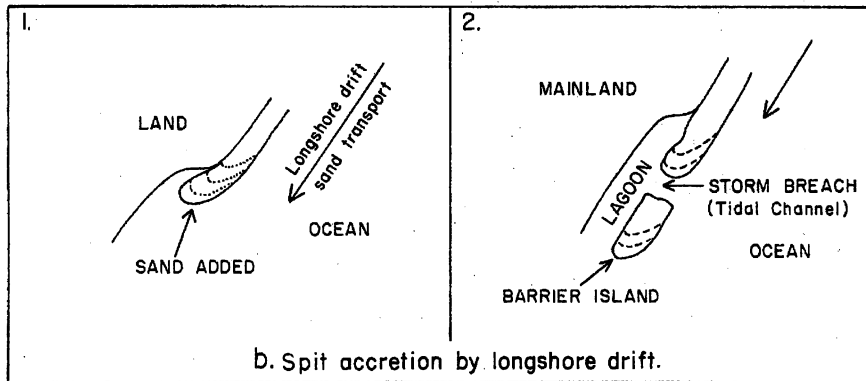 1.
LAND
Longshore drift
sand transport
OCEAN
SAND ADDED
2.
MAINLAND
LAGOON
STORM BREACH
(Tidal Channel)
OCEAN
BARRIER ISLAND
b. Spit accretion by longshore drift.